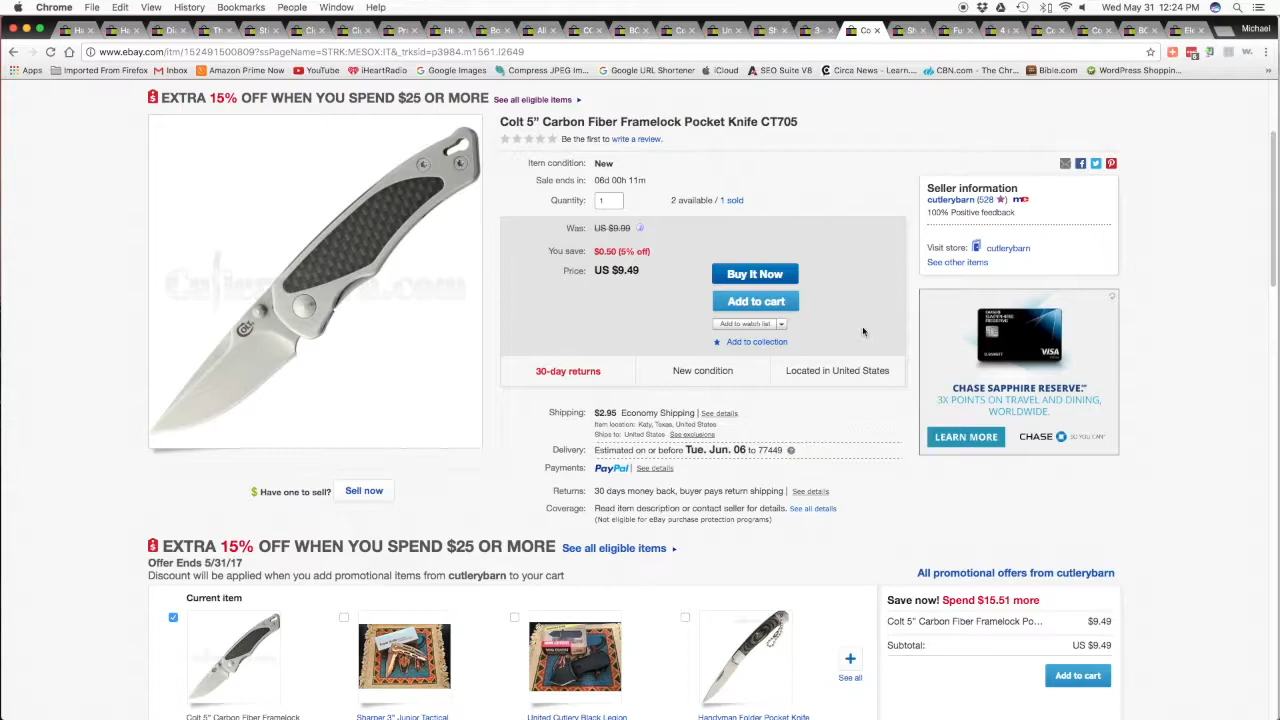 Chrome File Edit View History Bookmarks People Window Help Wed May 31 12:24 PM
Co Michael
www.ebay.com/itm/152491500809?ssPageName=STRK:MESOX:IT&_trksid=p3984.m1561.l2649
Apps Imported From Firefox Inbox Amazon Prime Now YouTube iHeartRadio Google Images Compress JPEG Im... Google URL Shortener iCloud SEO Suite V8 Circa News - Learn.... CBN.com - The Chr... Bible.com WordPress Shoppin...
EXTRA 15% OFF WHEN YOU SPEND $25 OR MORE See all eligible items
Colt 5” Carbon Fiber Framelock Pocket Knife CT705
Be the first to write a review.
Item condition: New
Sale ends in: 06d 00h 11m
Quantity: 1 2 available / 1 sold
Was: US $9.99
You save: $0.50 (5% off)
Price: US $9.49
Buy It Now
Add to cart
Add to watch list
Add to collection
30-day returns New condition Located in United States
Shipping: $2.95 Economy Shipping | See details
Item location: Katy, Texas, United States
Ships to: United States See exclusions
Delivery: Estimated on or before Tue. Jun. 06 to 77449
Payments: PayPal | See details
Returns: 30 days money back, buyer pays return shipping | See details
Coverage: Read item description or contact seller for details. See all details
(Not eligible for eBay purchase protection programs)
Seller information
cutlerybarn (528 ) me
100% Positive feedback
Visit store: cutlerybarn
See other items
CHASE SAPPHIRE RESERVE.℠
3X POINTS ON TRAVEL AND DINING,
WORLDWIDE.
LEARN MORE CHASE SO YOU CAN
$ Have one to sell? Sell now
EXTRA 15% OFF WHEN YOU SPEND $25 OR MORE See all eligible items
Offer Ends 5/31/17
Discount will be applied when you add promotional items from cutlerybarn to your cart
All promotional offers from cutlerybarn
Current item
Colt 5” Carbon Fiber Framelock
Sharper 3” Junior Tactical
United Cutlery Black Legion
Handyman Folder Pocket Knife
See all
Save now! Spend $15.51 more
Colt 5” Carbon Fiber Framelock Po... $9.49
Subtotal: US $9.49
Add to cart